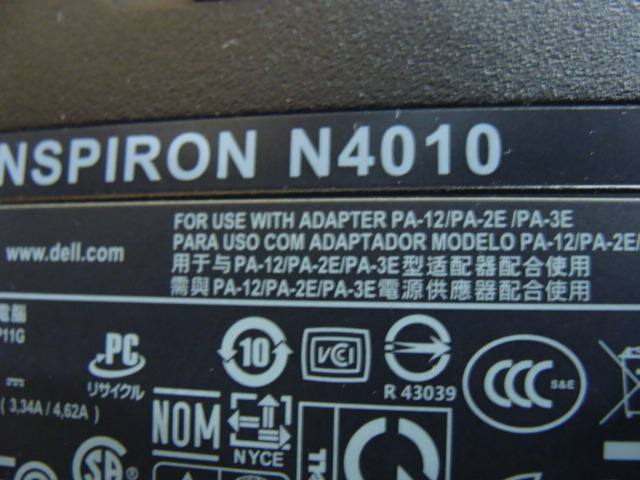 NSPIRON N4010
FOR USE WITH ADAPTER PA-12/PA-2E /PA-3E
www.dell.com
PARA USO COM ADAPTADOR MODELO PA-12/PA-2E/
用于与PA-12/PA-2E/PA-3E型适配器配合使用
需與PA-12/PA-2E/PA-3E電源供應器配合使用
電腦
P11G
PC
リサイクル
10
VCI
R 43039
CCC S&E
( 3,34A / 4,62A )
NOM
NYCE
SA